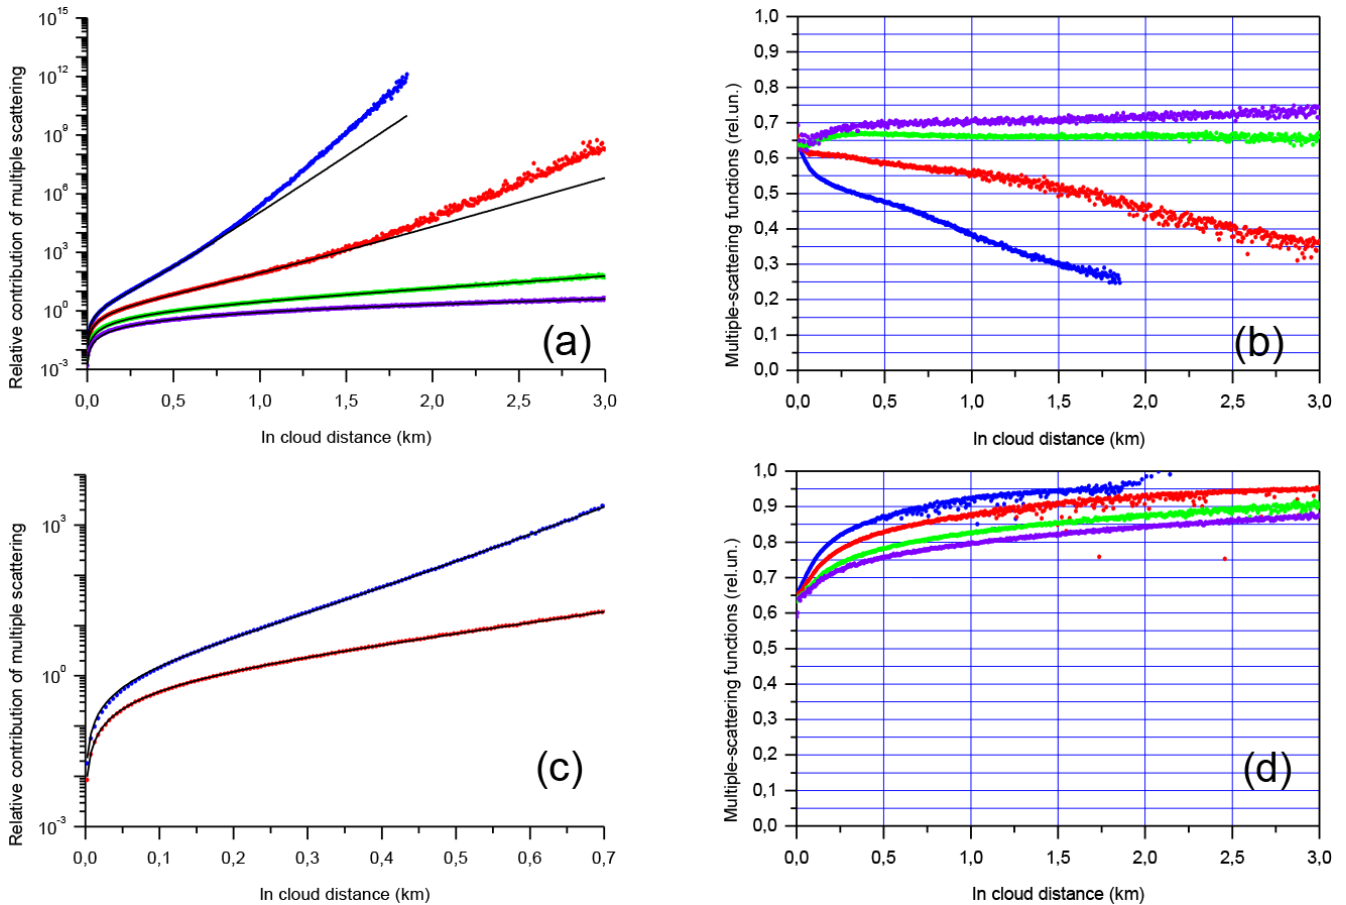 Relative contribution of multiple scattering
10^15
10^12
10^9
10^6
10^3
10^0
10^-3
0,0 0,5 1,0 1,5 2,0 2,5 3,0
In cloud distance (km)
(a)
Multiple-scattering functions (rel.un.)
1,0
0,9
0,8
0,7
0,6
0,5
0,4
0,3
0,2
0,1
0,0
0,0 0,5 1,0 1,5 2,0 2,5 3,0
In cloud distance (km)
(b)
Relative contribution of multiple scattering
10^3
10^0
10^-3
0,0 0,1 0,2 0,3 0,4 0,5 0,6 0,7
In cloud distance (km)
(c)
Multiple-scattering functions (rel.un.)
1,0
0,9
0,8
0,7
0,6
0,5
0,4
0,3
0,2
0,1
0,0
0,0 0,5 1,0 1,5 2,0 2,5 3,0
In cloud distance (km)
(d)